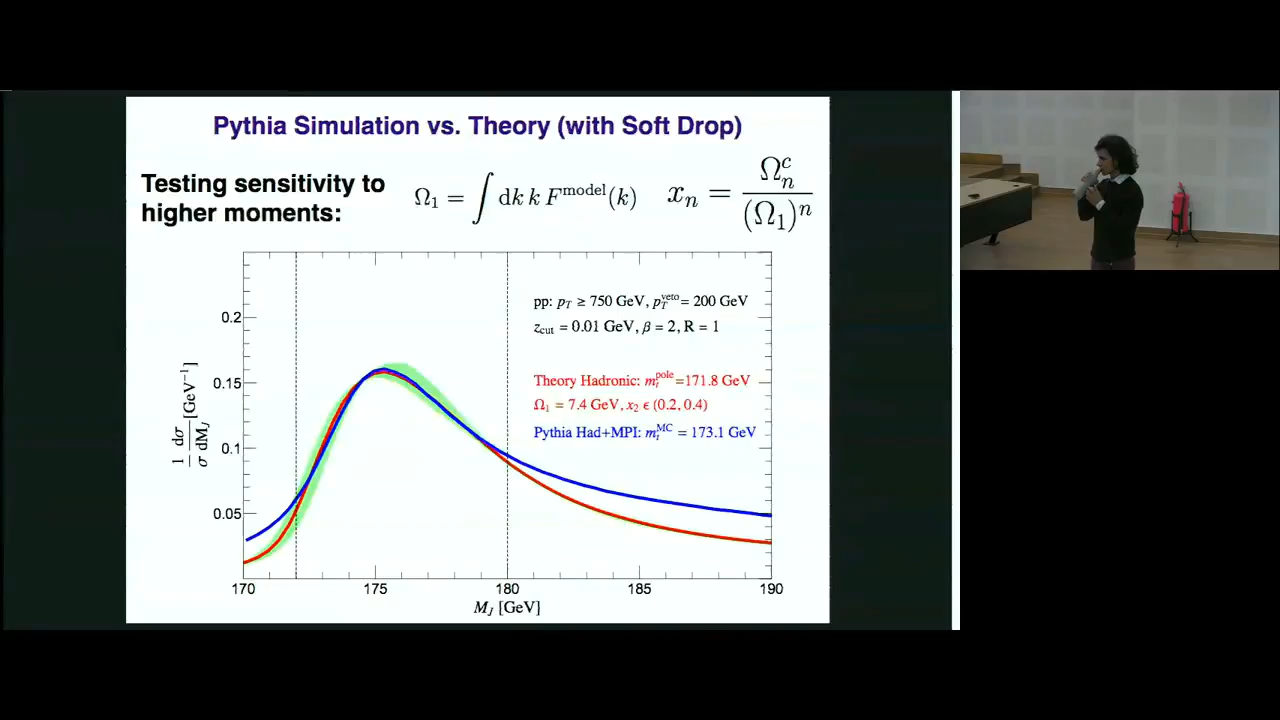 Pythia Simulation vs. Theory (with Soft Drop)
Testing sensitivity to
higher moments:
Ω₁ = ∫ dk k F^model(k)
xₙ = Ωₙᶜ / (Ω₁)ⁿ
pp: p_T ≥ 750 GeV, p_T^veto = 200 GeV
z_cut = 0.01 GeV, β = 2, R = 1
Theory Hadronic: m_t^pole =171.8 GeV
Ω₁ = 7.4 GeV, x₂ ϵ (0.2, 0.4)
Pythia Had+MPI: m_t^MC = 173.1 GeV
1/σ dσ/dM_J [GeV⁻¹]
0.2
0.15
0.1
0.05
170 175 180 185 190
M_J [GeV]